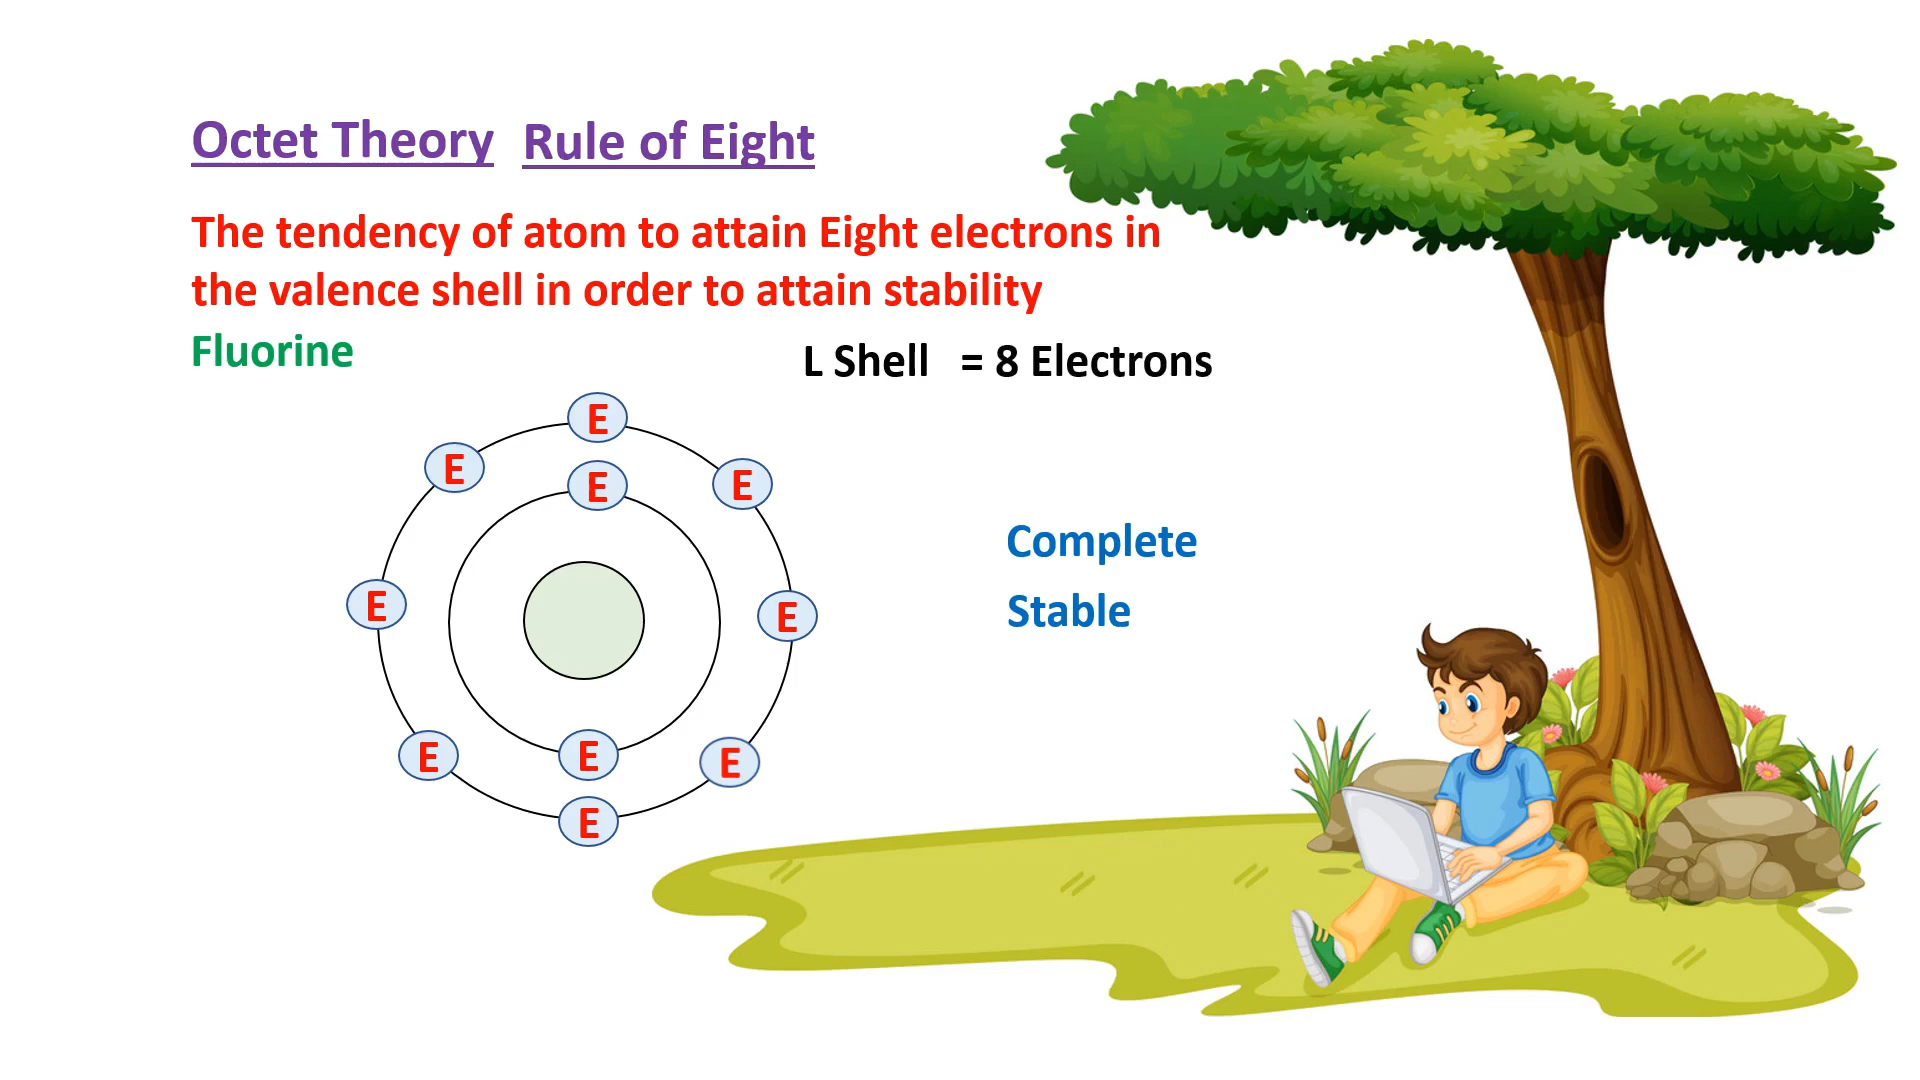 Octet Theory Rule of Eight
The tendency of atom to attain Eight electrons in
the valence shell in order to attain stability
Fluorine
L Shell = 8 Electrons
E
E
E
E
E
E
E
E
E
E
Complete
Stable